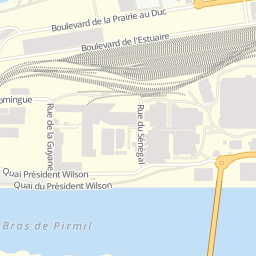 Boulevard de la Prairie au Duc
Boulevard de l'Estuaire
omingue
Rue de la Guyane
Rue du Sénégal
Quai Président Wilson
Quai du Président Wilson
Bras de Pirmil